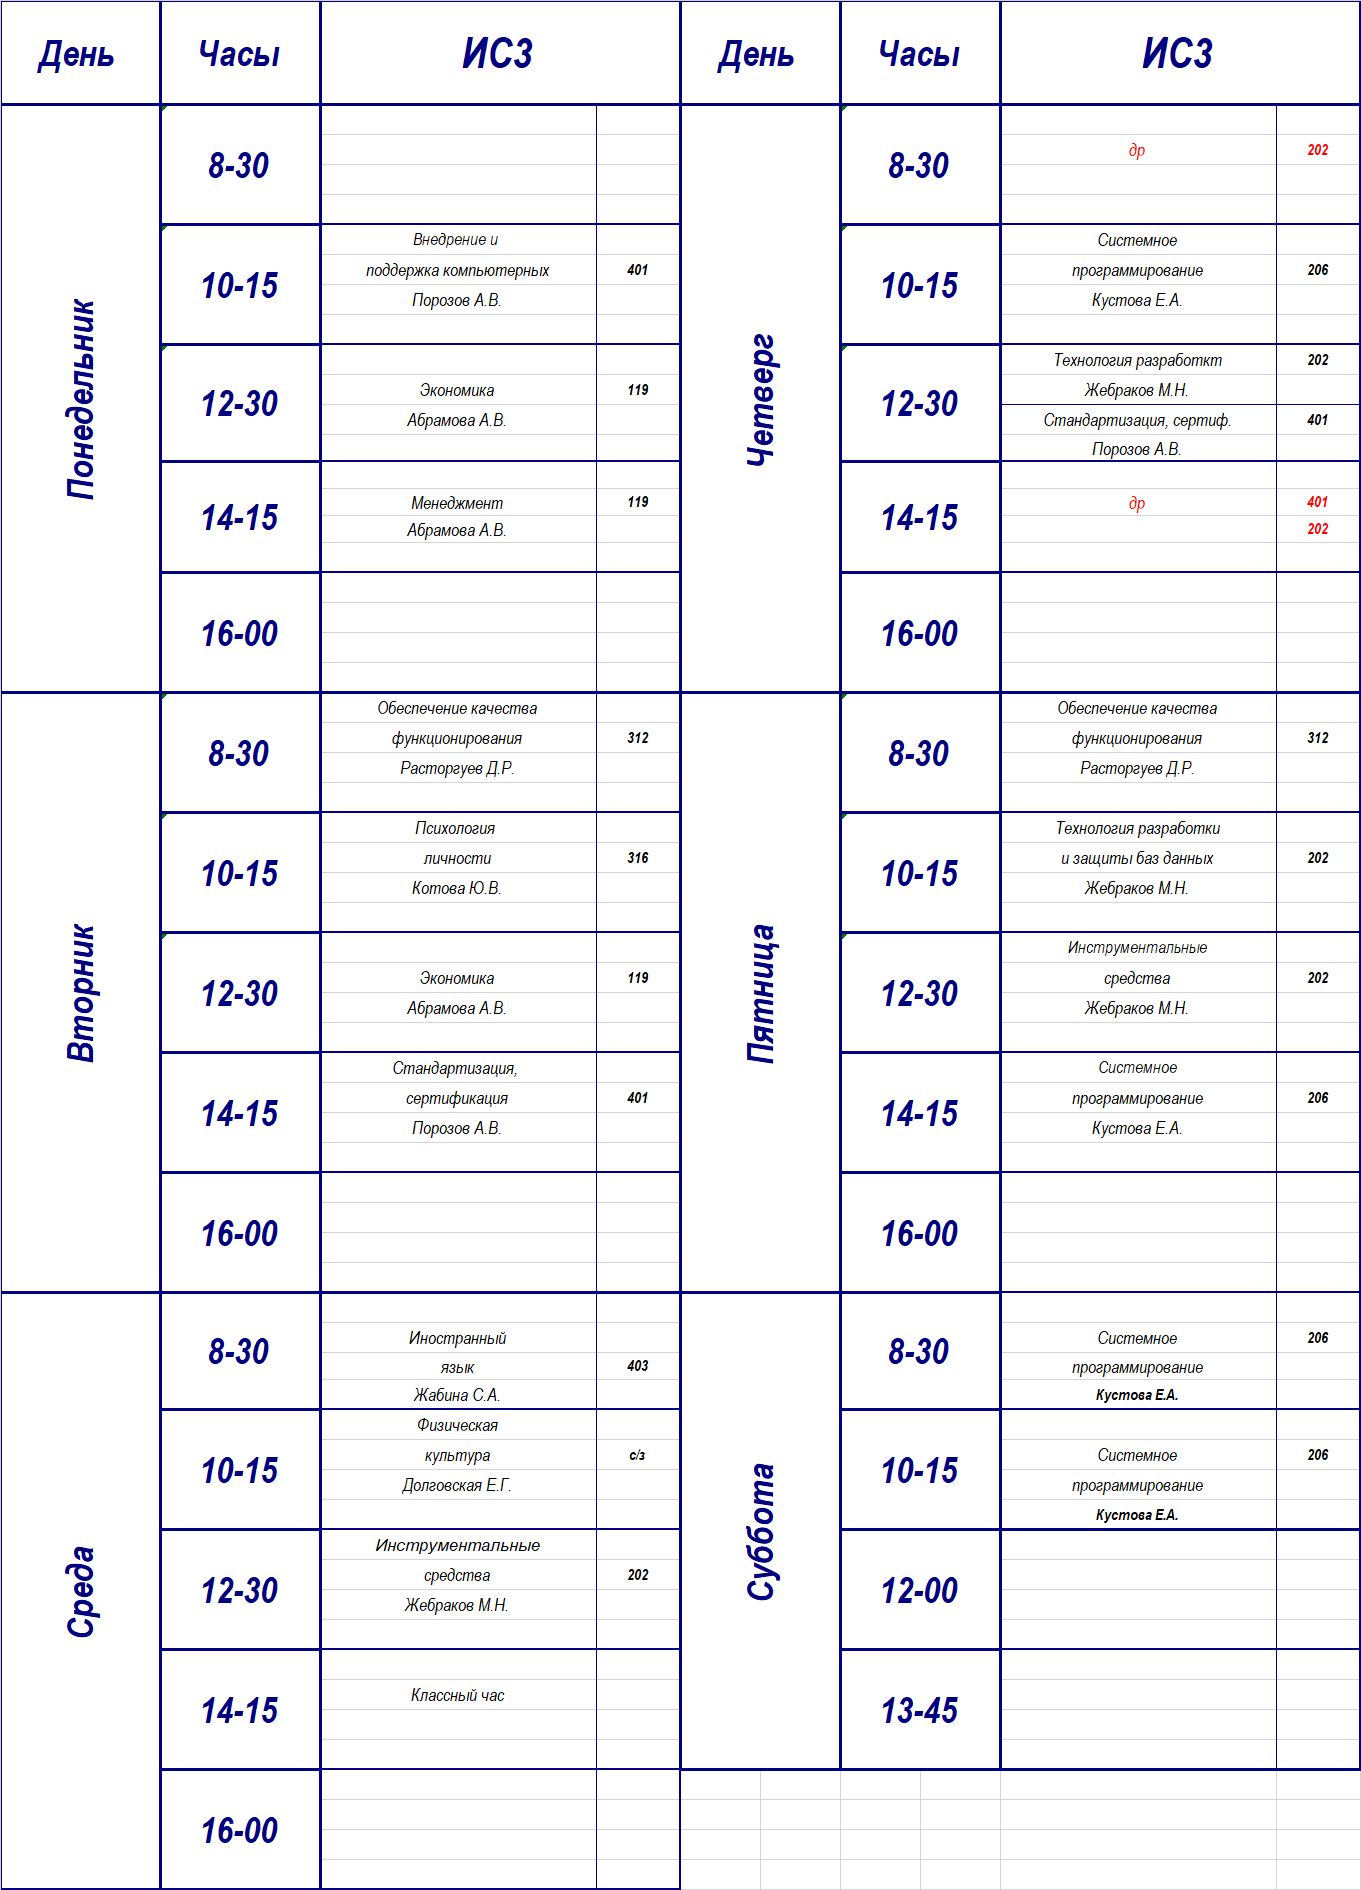 День Часы ИС3 День Часы ИС3
Понедельник
8-30
10-15
Внедрение и
поддержка компьютерных 401
Порозов А.В.
12-30
Экономика 119
Абрамова А.В.
14-15
Менеджмент 119
Абрамова А.В.
16-00
Вторник
8-30
Обеспечение качества
функционирования 312
Расторгуев Д.Р.
10-15
Психология
личности 316
Котова Ю.В.
12-30
Экономика 119
Абрамова А.В.
14-15
Стандартизация,
сертификация 401
Порозов А.В.
16-00
Среда
8-30
Иностранный
язык 403
Жабина С.А.
10-15
Физическая
культура с/з
Долговская Е.Г.
12-30
Инструментальные
средства 202
Жебраков М.Н.
14-15
Классный час
16-00
Четверг
8-30
др 202
10-15
Системное
программирование 206
Кустова Е.А.
12-30
Технология разработкт 202
Жебраков М.Н.
Стандартизация, сертиф. 401
Порозов А.В.
14-15
др 401
202
16-00
Пятница
8-30
Обеспечение качества
функционирования 312
Расторгуев Д.Р.
10-15
Технология разработки
и защиты баз данных 202
Жебраков М.Н.
12-30
Инструментальные
средства 202
Жебраков М.Н.
14-15
Системное
программирование 206
Кустова Е.А.
16-00
Суббота
8-30
Системное 206
программирование
Кустова Е.А.
10-15
Системное 206
программирование
Кустова Е.А.
12-00
13-45